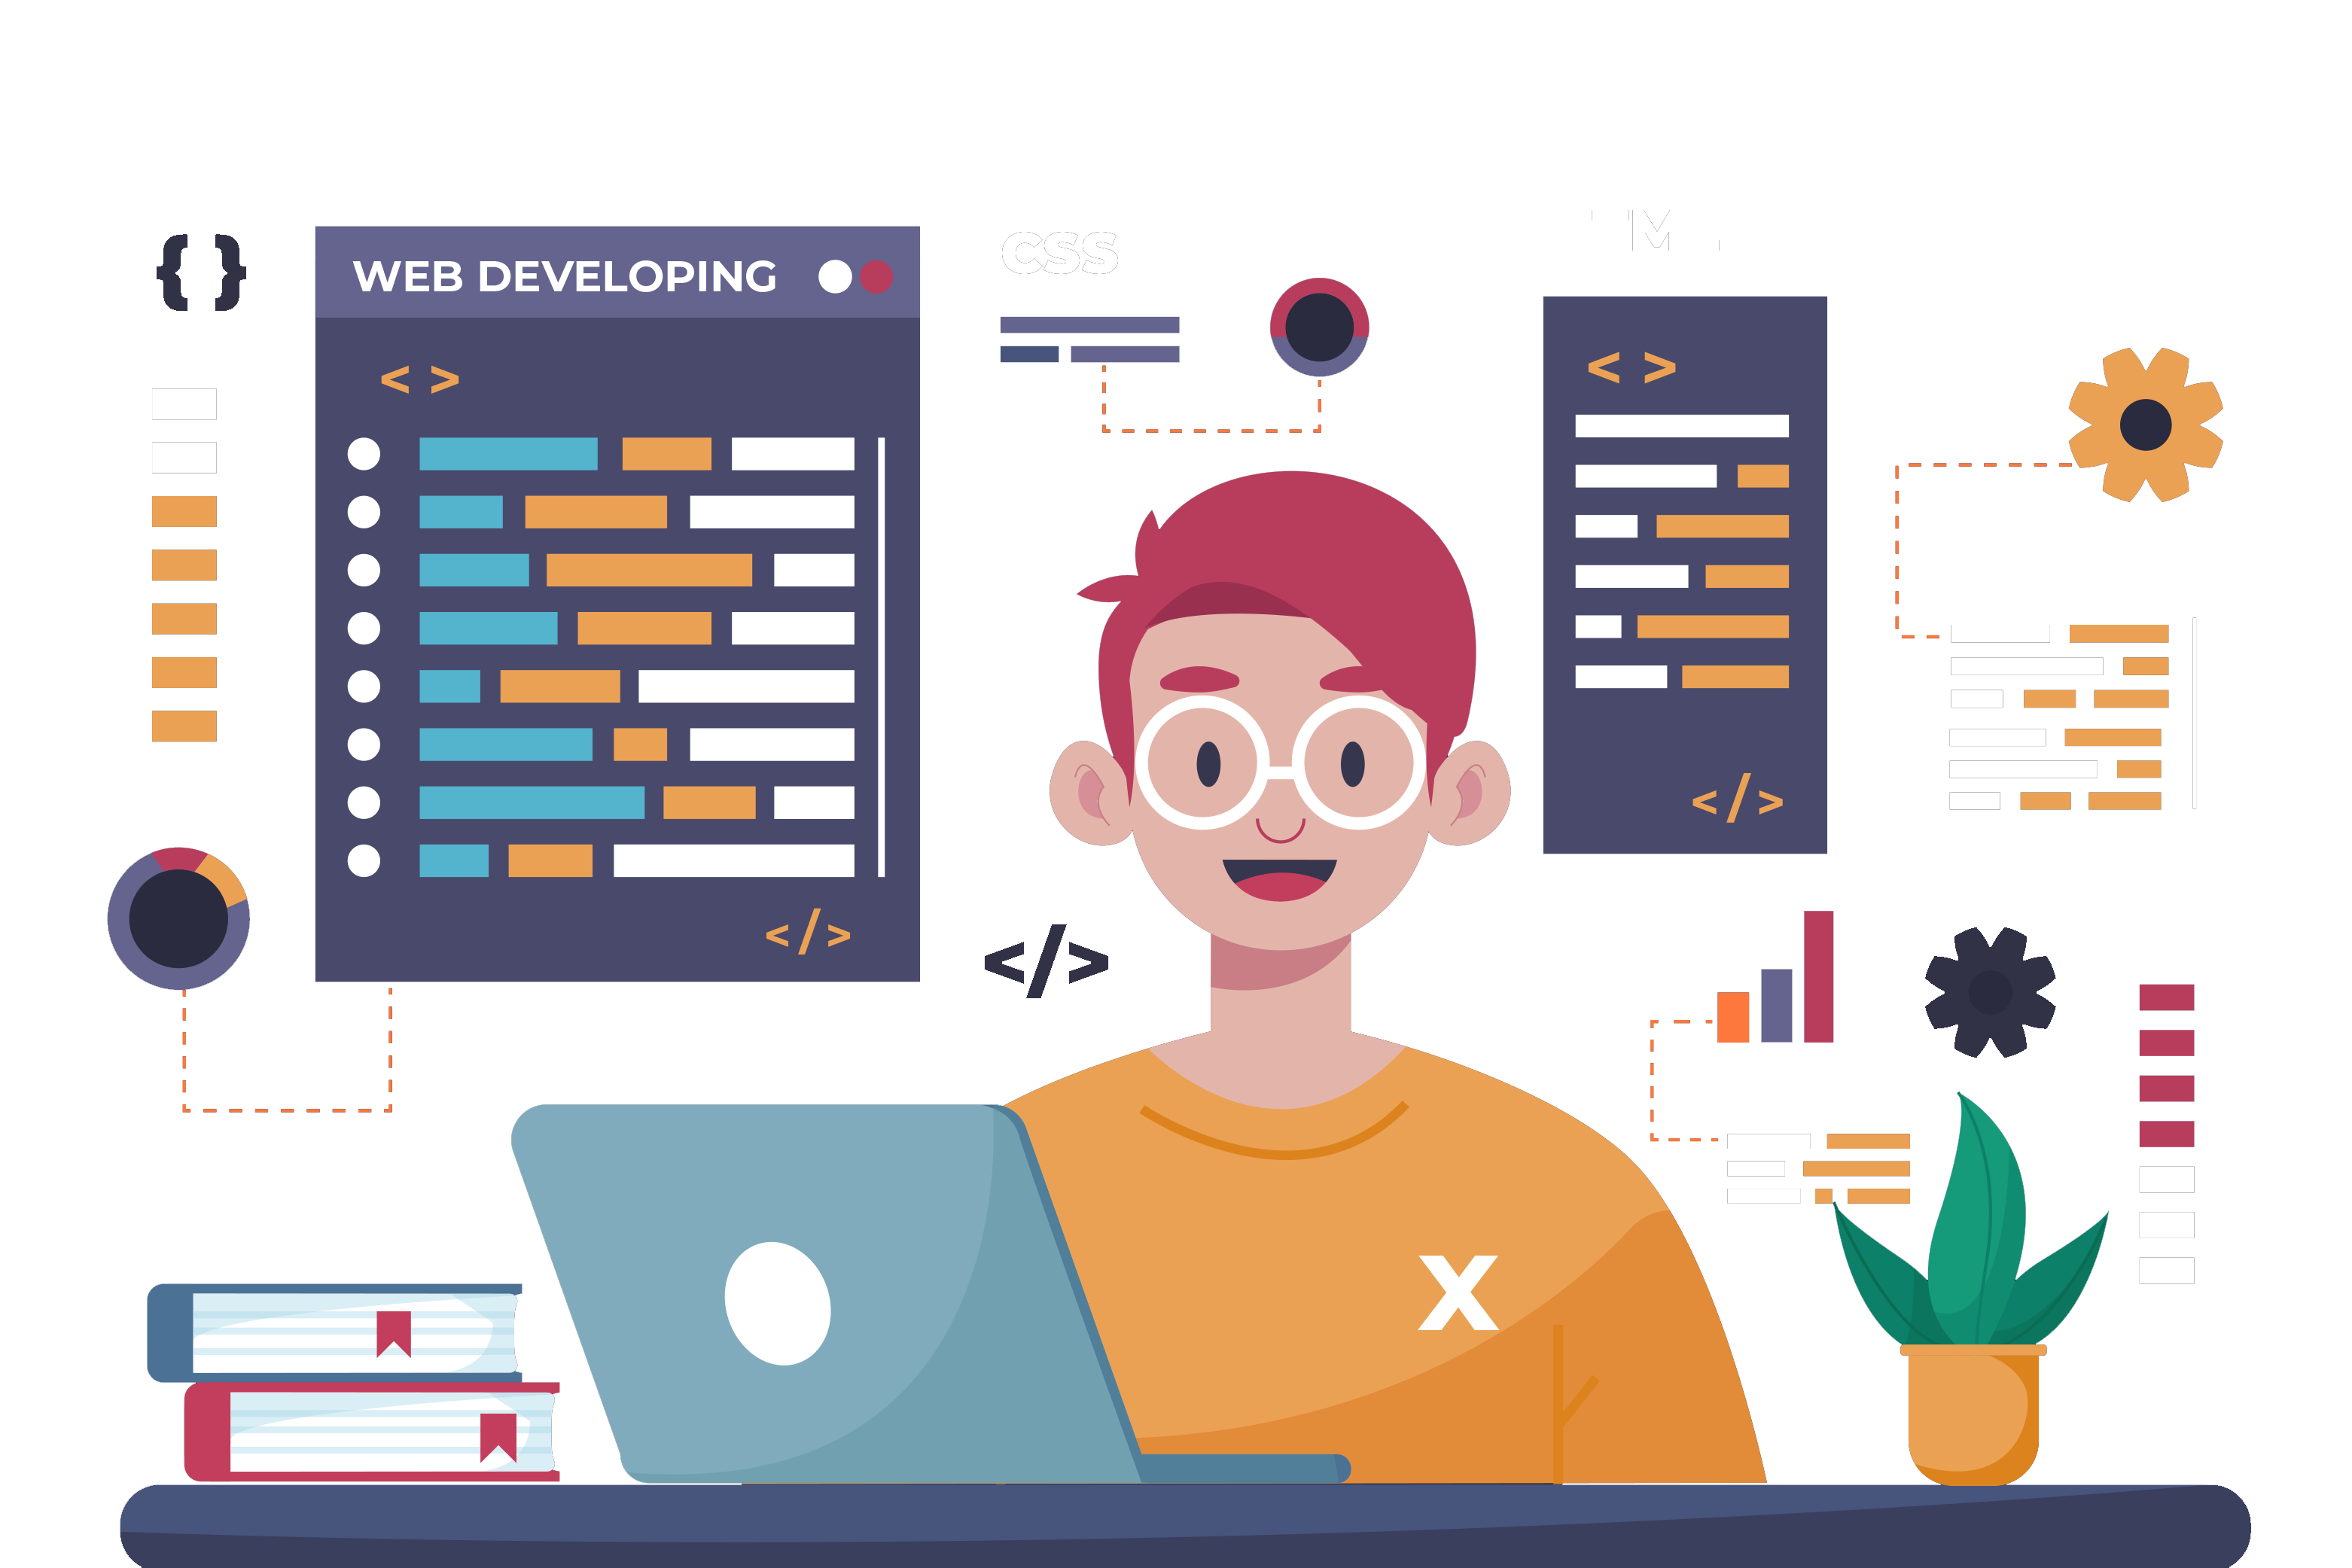 { }
WEB DEVELOPING
CSS
< >
< >
</>
</>
</>
X